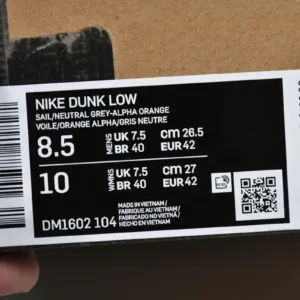 NIKE DUNK LOW
SAIL/NEUTRAL GREY-ALPHA ORANGE
VOILE/ORANGE ALPHA/GRIS NEUTRE
8.5 MENS UK 7.5 cm 26.5
BR 40 EUR 42
10 WMNS UK 7.5 cm 27
BR 40 EUR 42
MADE IN VIETNAM/
FABRIQUE AU VIETNAM/
FABRICADO NO VIETNÃ/
HECHO EN VIETNAM
DM1602 104